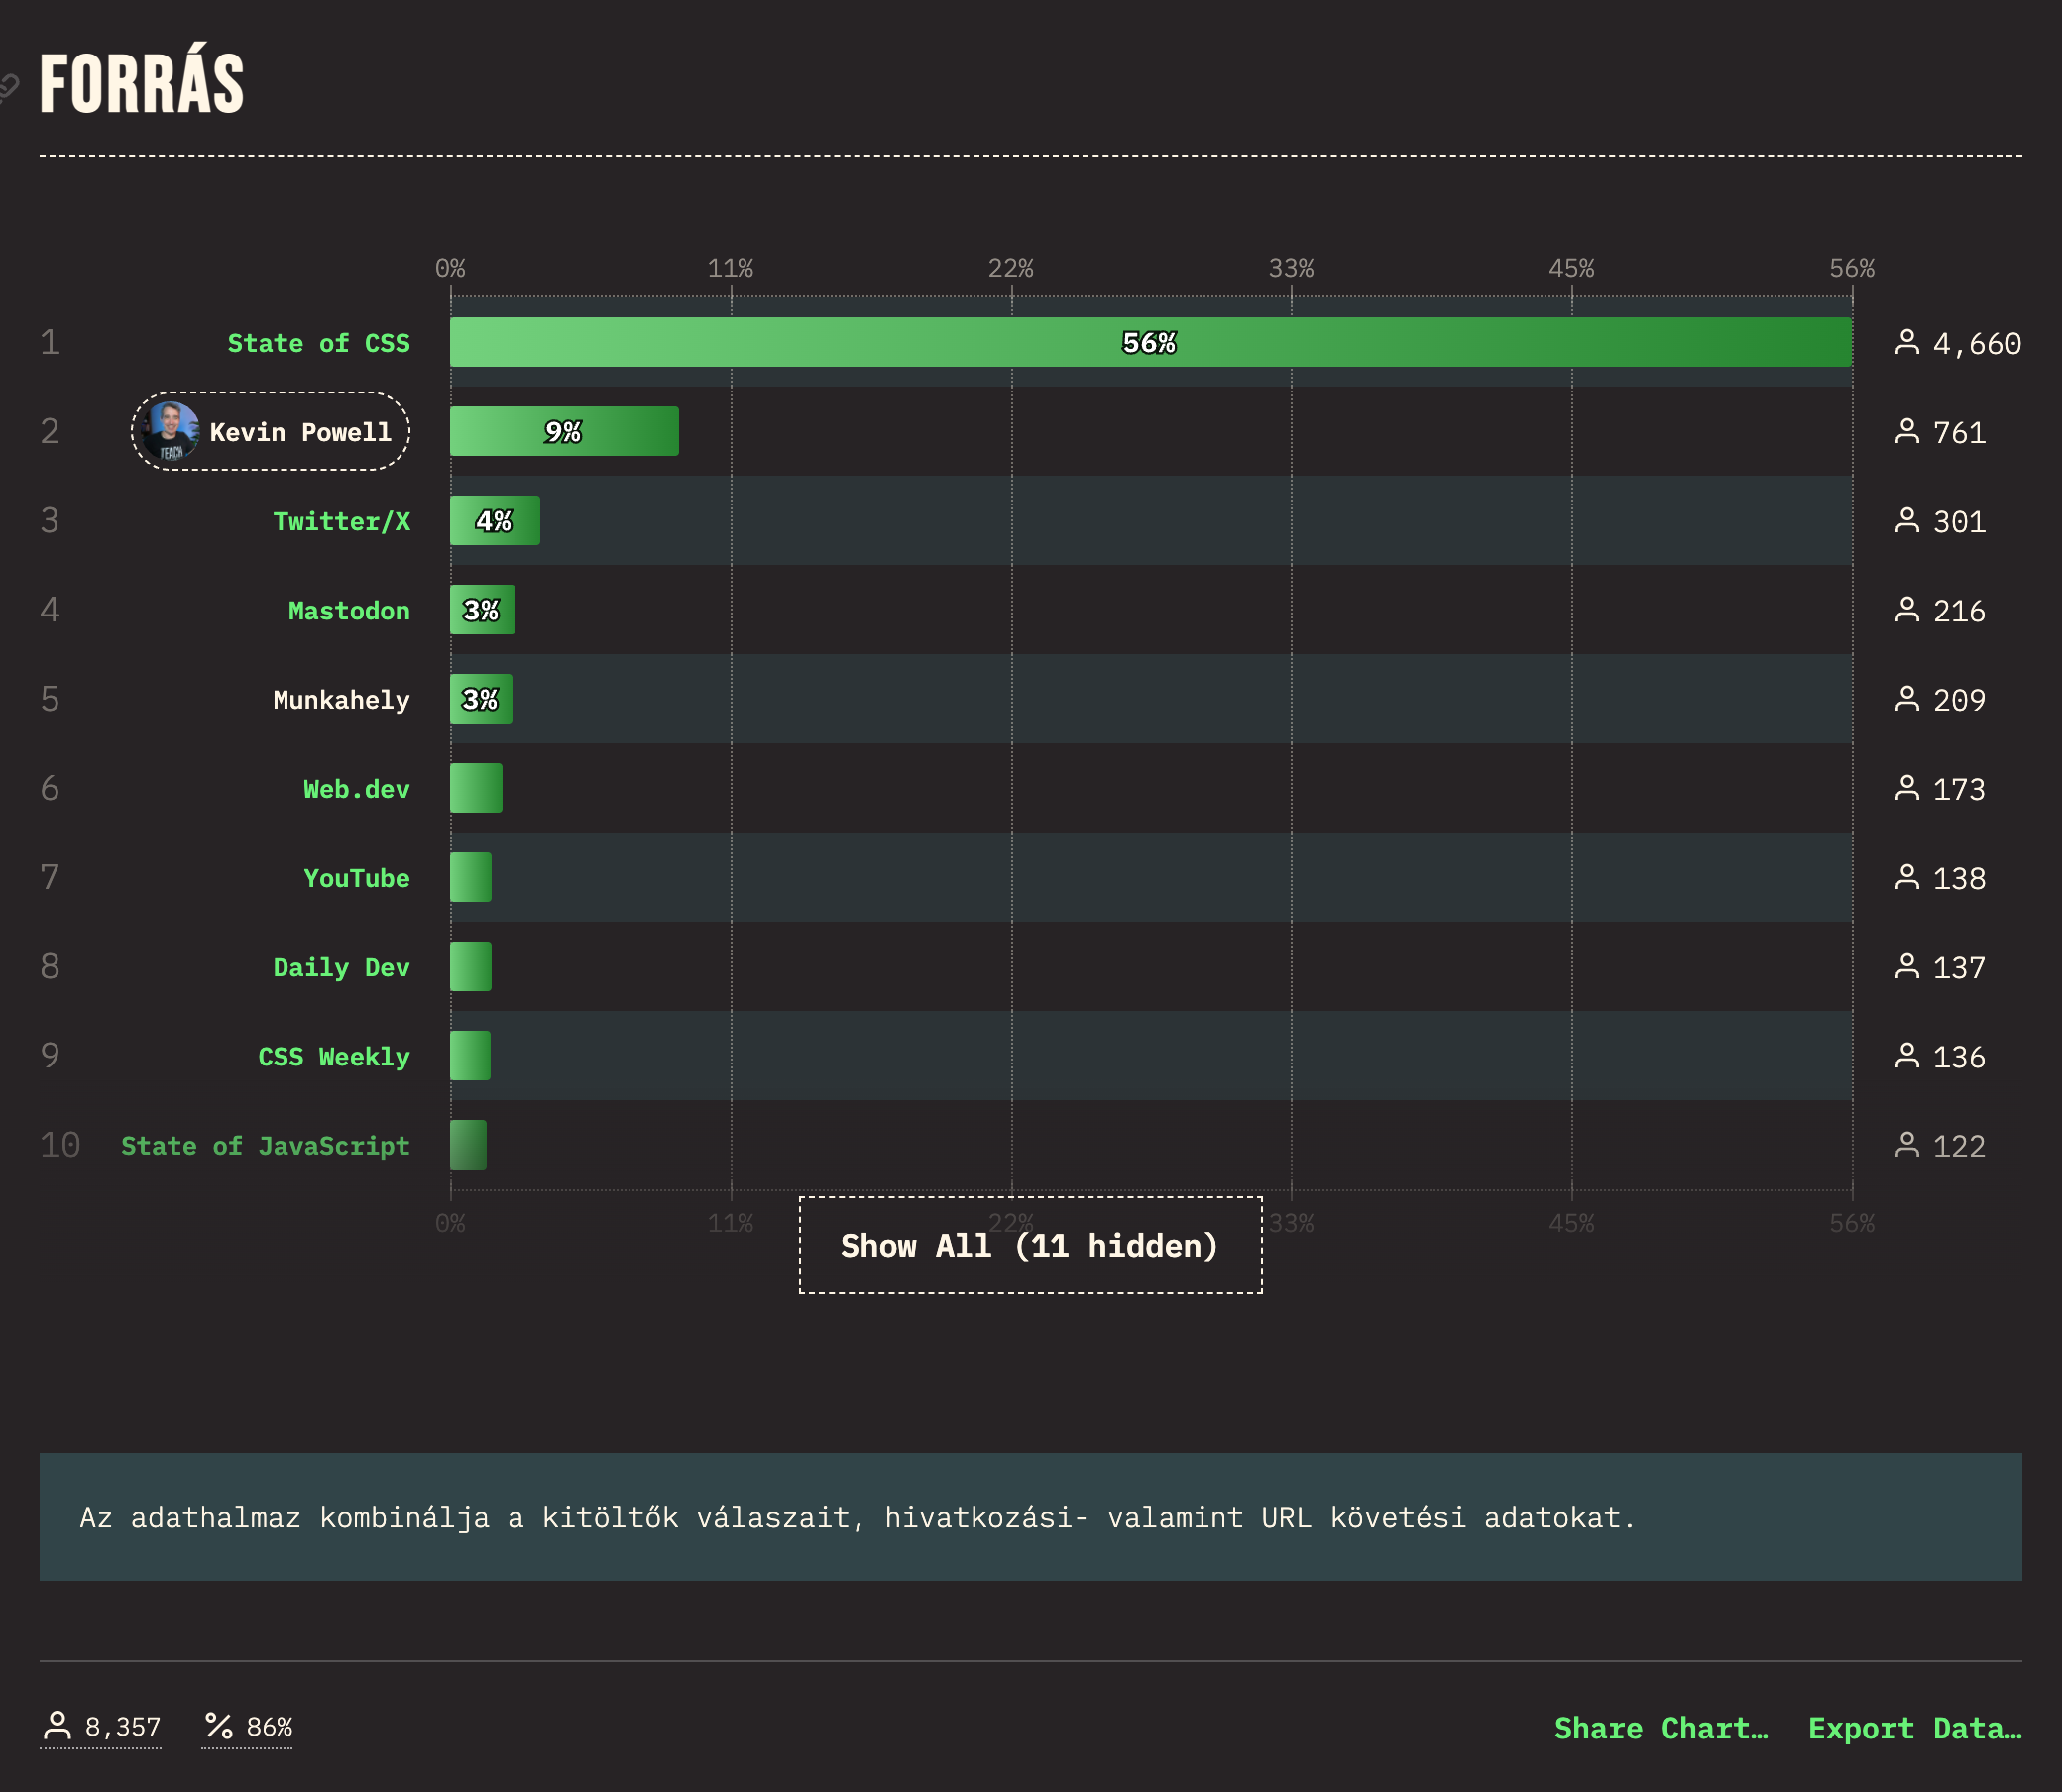 FORRÁS
0% 11% 22% 33% 45% 56%
1 State of CSS 56% 4,660
2 Kevin Powell 9% 761
TEACH
3 Twitter/X 4% 301
4 Mastodon 3% 216
5 Munkahely 3% 209
6 Web.dev 173
7 YouTube 138
8 Daily Dev 137
9 CSS Weekly 136
10 State of JavaScript 122
0% 11% 22% 33% 45% 56%
Show All (11 hidden)
Az adathalmaz kombinálja a kitöltők válaszait, hivatkozási- valamint URL követési adatokat.
8,357 86% Share Chart… Export Data…